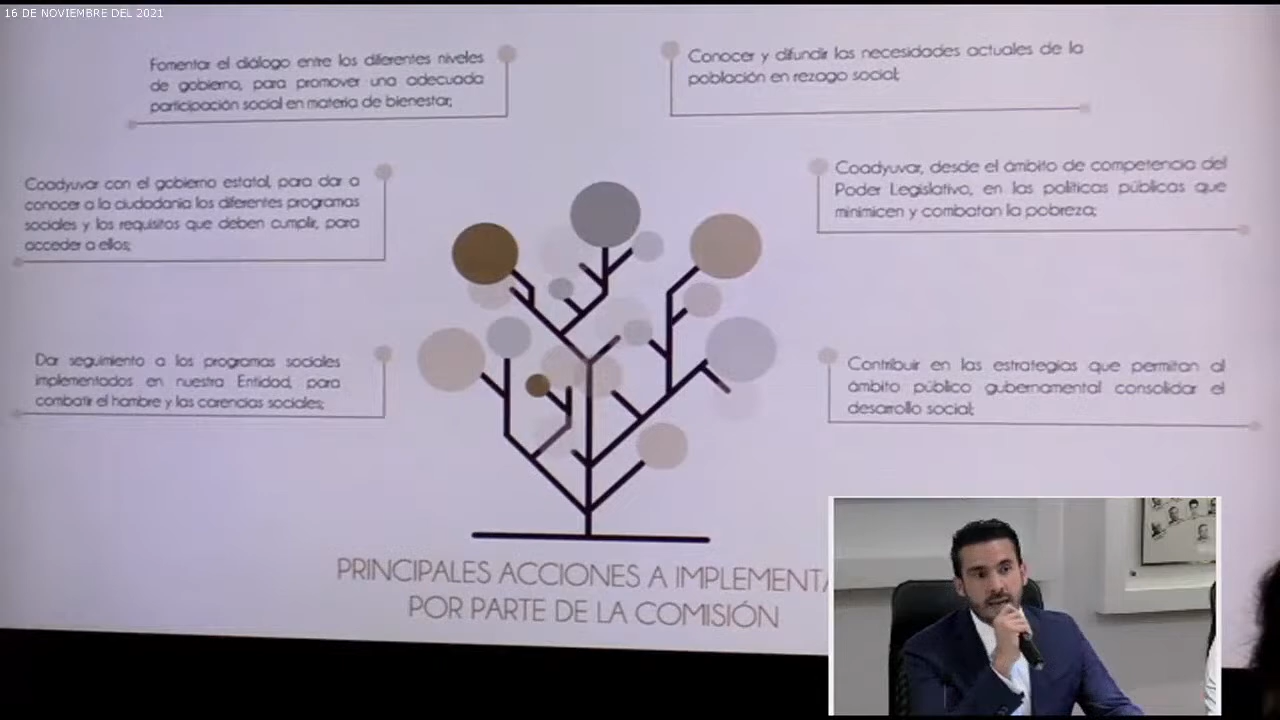 16 DE NOVIEMBRE DEL 2021
Fomentar el diálogo entre los diferentes niveles
de gobierno, para promover una adecuada
participación social en materia de bienestar;
Conocer y difundir las necesidades actuales de la
población en rezago social;
Coadyuvar con el gobierno estatal, para dar a
conocer a la ciudadanía los diferentes programas
sociales y los requisitos que deben cumplir, para
acceder a ellos;
Coadyuvar, desde el ámbito de competencia del
Poder Legislativo, en las políticas públicas que
minimicen y combatan la pobreza;
Dar seguimiento a los programas sociales
implementados en nuestra Entidad, para
combatir el hambre y las carencias sociales;
Contribuir en las estrategias que permitan al
ámbito público gubernamental consolidar el
desarrollo social;
PRINCIPALES ACCIONES A IMPLEMENTA
POR PARTE DE LA COMISIÓN